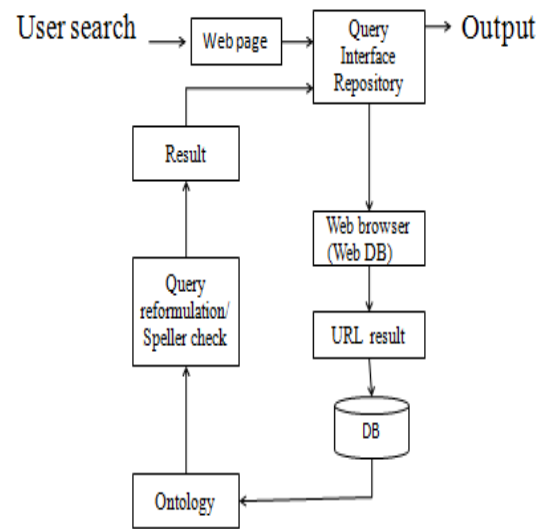 User search
Web page
Query
Interface
Repository
Output
Result
Web browser
(Web DB)
Query
reformulation/
Speller check
URL result
DB
Ontology